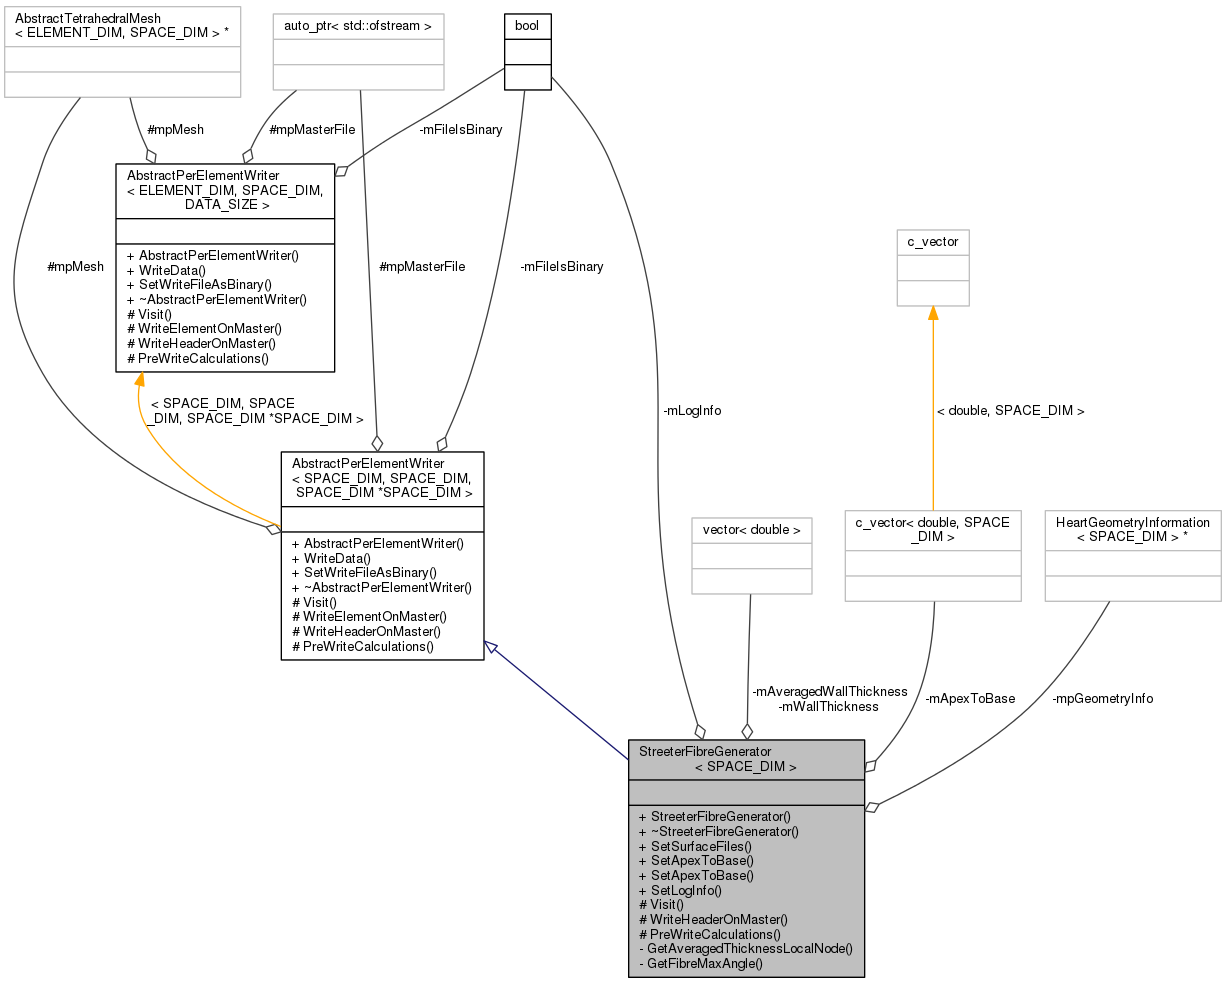 AbstractTetrahedralMesh
< ELEMENT_DIM, SPACE_DIM > *
auto_ptr< std::ofstream >
bool
#mpMesh
#mpMasterFile
-mFileIsBinary
AbstractPerElementWriter
< ELEMENT_DIM, SPACE_DIM,
DATA_SIZE >
+ AbstractPerElementWriter()
+ WriteData()
+ SetWriteFileAsBinary()
+ ~AbstractPerElementWriter()
# Visit()
# WriteElementOnMaster()
# WriteHeaderOnMaster()
# PreWriteCalculations()
#mpMesh
#mpMasterFile
-mFileIsBinary
c_vector
< SPACE_DIM, SPACE
_DIM, SPACE_DIM *SPACE_DIM >
-mLogInfo
< double, SPACE_DIM >
AbstractPerElementWriter
< SPACE_DIM, SPACE_DIM,
SPACE_DIM *SPACE_DIM >
+ AbstractPerElementWriter()
+ WriteData()
+ SetWriteFileAsBinary()
+ ~AbstractPerElementWriter()
# Visit()
# WriteElementOnMaster()
# WriteHeaderOnMaster()
# PreWriteCalculations()
vector< double >
c_vector< double, SPACE
_DIM >
HeartGeometryInformation
< SPACE_DIM > *
-mAveragedWallThickness
-mWallThickness
-mApexToBase
-mpGeometryInfo
StreeterFibreGenerator
< SPACE_DIM >
+ StreeterFibreGenerator()
+ ~StreeterFibreGenerator()
+ SetSurfaceFiles()
+ SetApexToBase()
+ SetApexToBase()
+ SetLogInfo()
# Visit()
# WriteHeaderOnMaster()
# PreWriteCalculations()
- GetAveragedThicknessLocalNode()
- GetFibreMaxAngle()